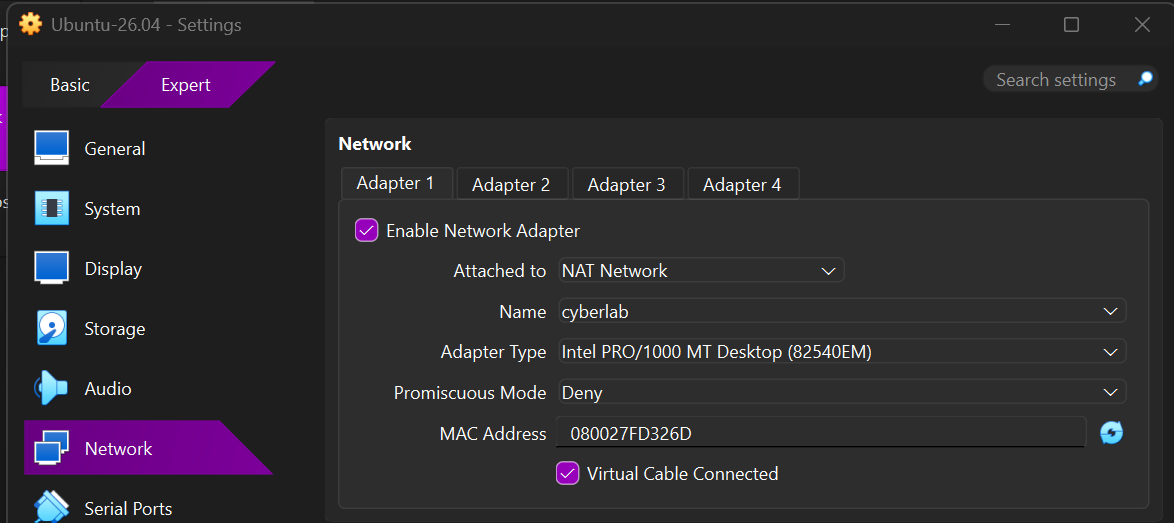 Ubuntu-26.04 - Settings
Basic
Expert
Search settings
General
System
Display
Storage
Audio
Network
Serial Ports
Network
Adapter 1
Adapter 2
Adapter 3
Adapter 4
Enable Network Adapter
Attached to NAT Network
Name cyberlab
Adapter Type Intel PRO/1000 MT Desktop (82540EM)
Promiscuous Mode Deny
MAC Address 080027FD326D
Virtual Cable Connected